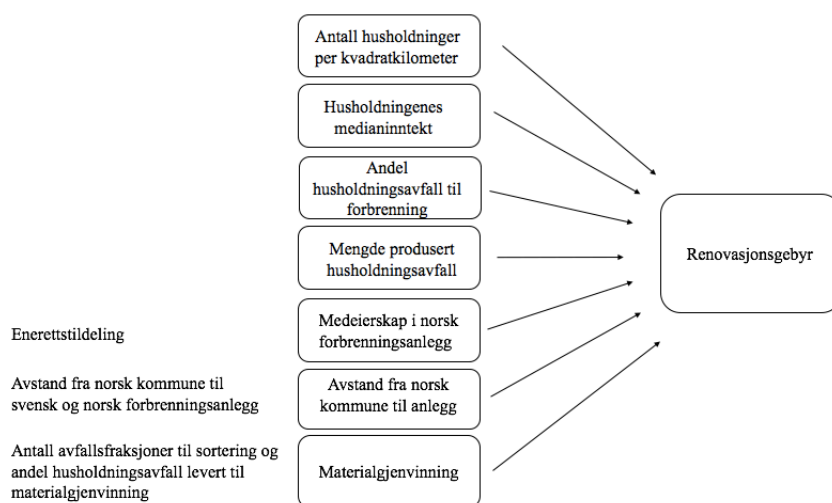 Antall husholdninger
per kvadratkilometer
Husholdningenes
medianinntekt
Andel
husholdningsavfall til
forbrenning
Mengde produsert
husholdningsavfall
Renovasjonsgebyr
Enerettstildeling
Medeierskap i norsk
forbrenningsanlegg
Avstand fra norsk kommune til
svensk og norsk forbrenningsanlegg
Avstand fra norsk
kommune til anlegg
Antall avfallsfraksjoner til sortering og
andel husholdningsavfall levert til
materialgjenvinning
Materialgjenvinning